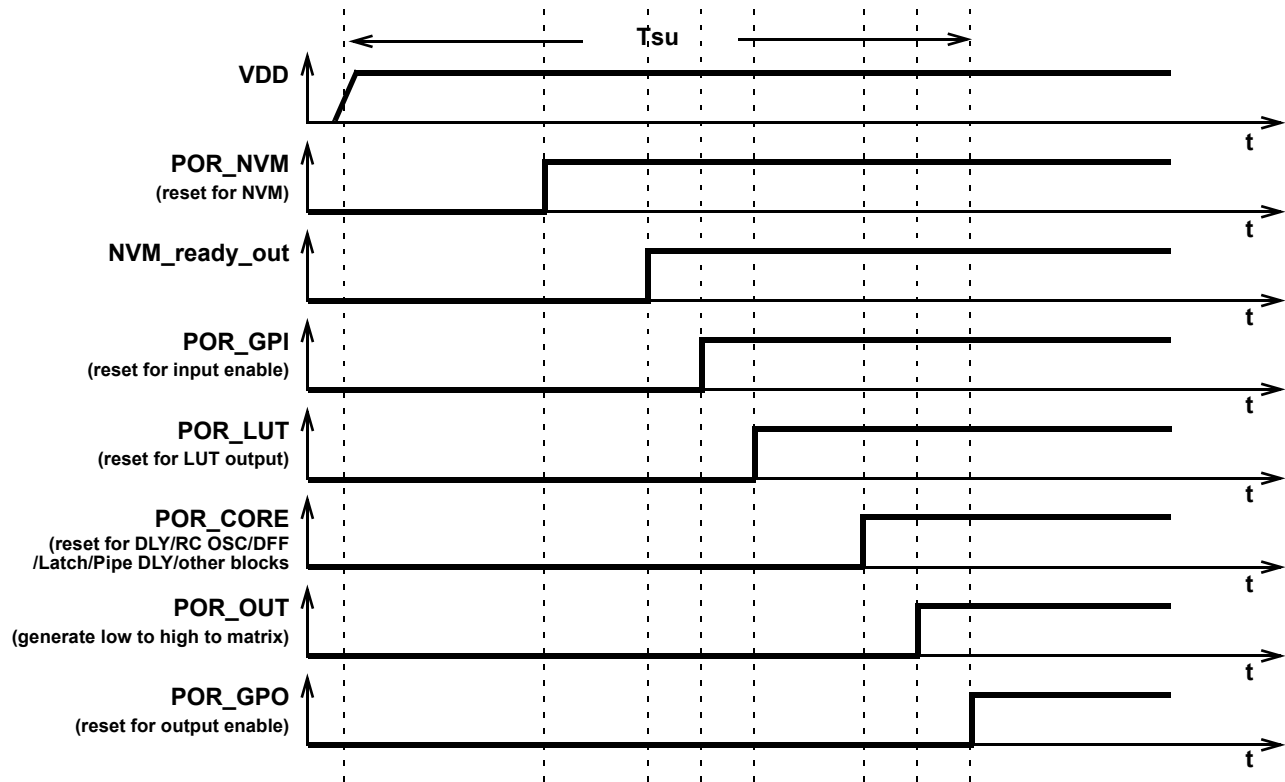 Tsu
VDD
t
POR_NVM
(reset for NVM)
t
NVM_ready_out
t
POR_GPI
(reset for input enable)
t
POR_LUT
(reset for LUT output)
t
POR_CORE
(reset for DLY/RC OSC/DFF
/Latch/Pipe DLY/other blocks
t
POR_OUT
(generate low to high to matrix)
t
POR_GPO
(reset for output enable)
t